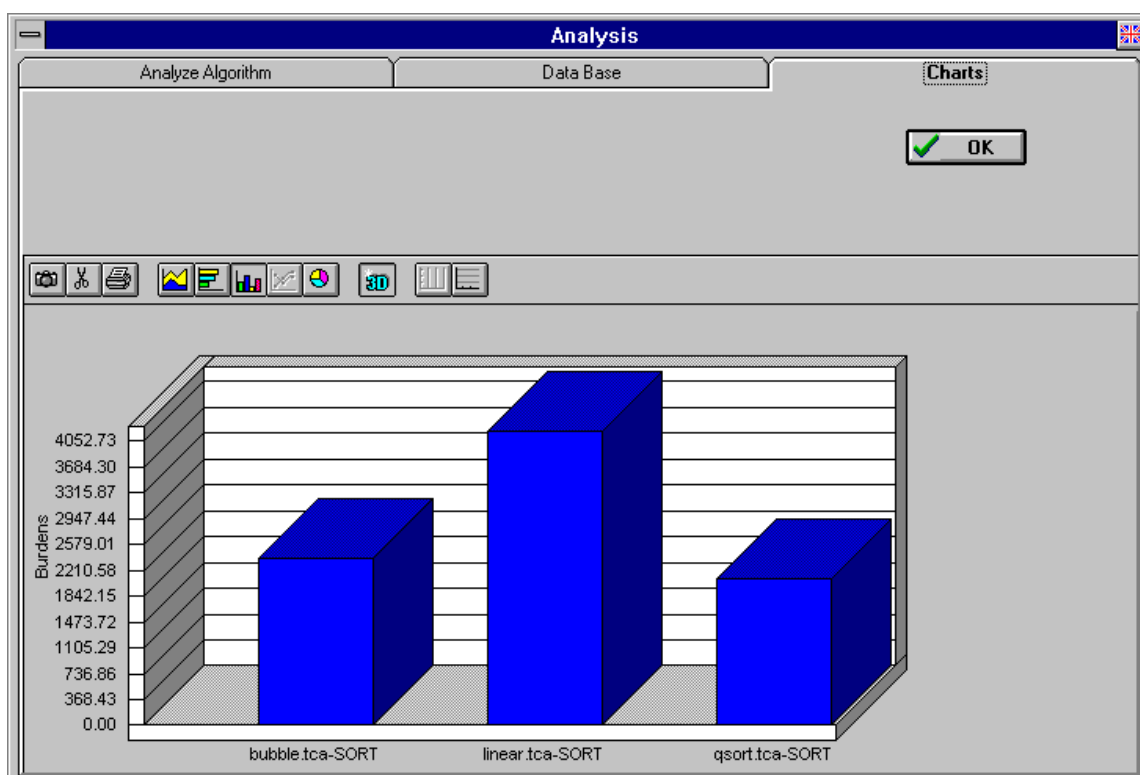 Analysis
Analyze Algorithm
Data Base
Charts
OK
3D
4052.73
3684.30
3315.87
2947.44
2579.01
2210.58
1842.15
1473.72
1105.29
736.86
368.43
0.00
Burdens
bubble.tca-SORT
linear.tca-SORT
qsort.tca-SORT